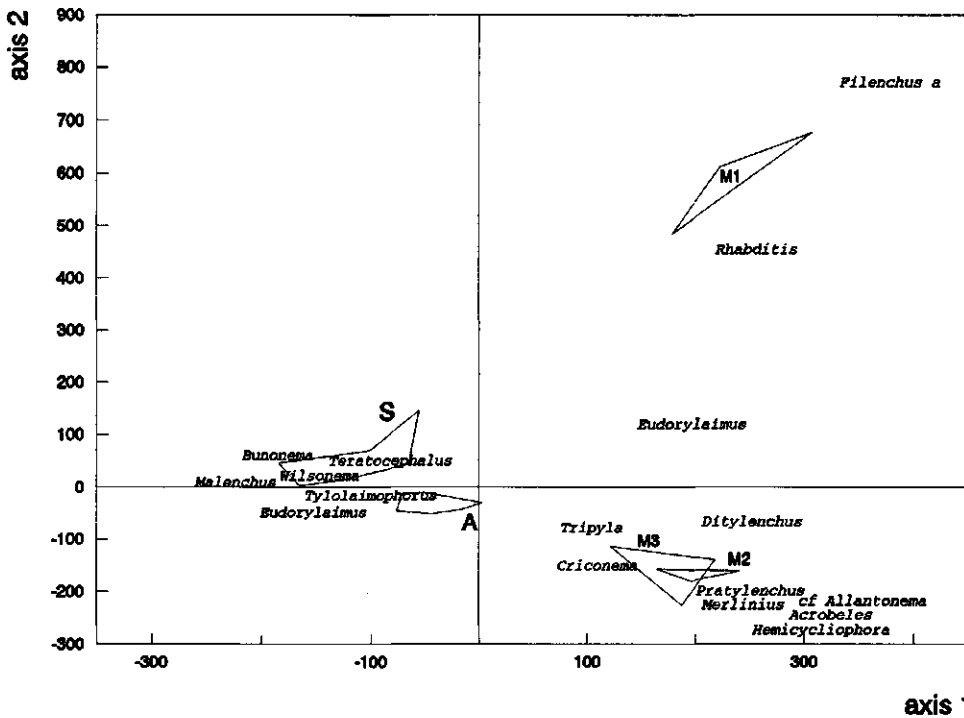 axis 2
900
Filenchus a
800
700
600
M1
500
Rhabditis
400
300
200
S
Eudorylaimus
100
Bunonema
Teratocephalus
Wilsonema
Malenchus
0
Tylolaimophorus
Eudorylaimus
A
Ditylenchus
Tripyla
-100
M3
M2
Criconema
Pratylenchus
-200
Merlinius
cf Allantonema
Acrobeles
Hemicycliophora
-300
-300
-100
100
300
axis